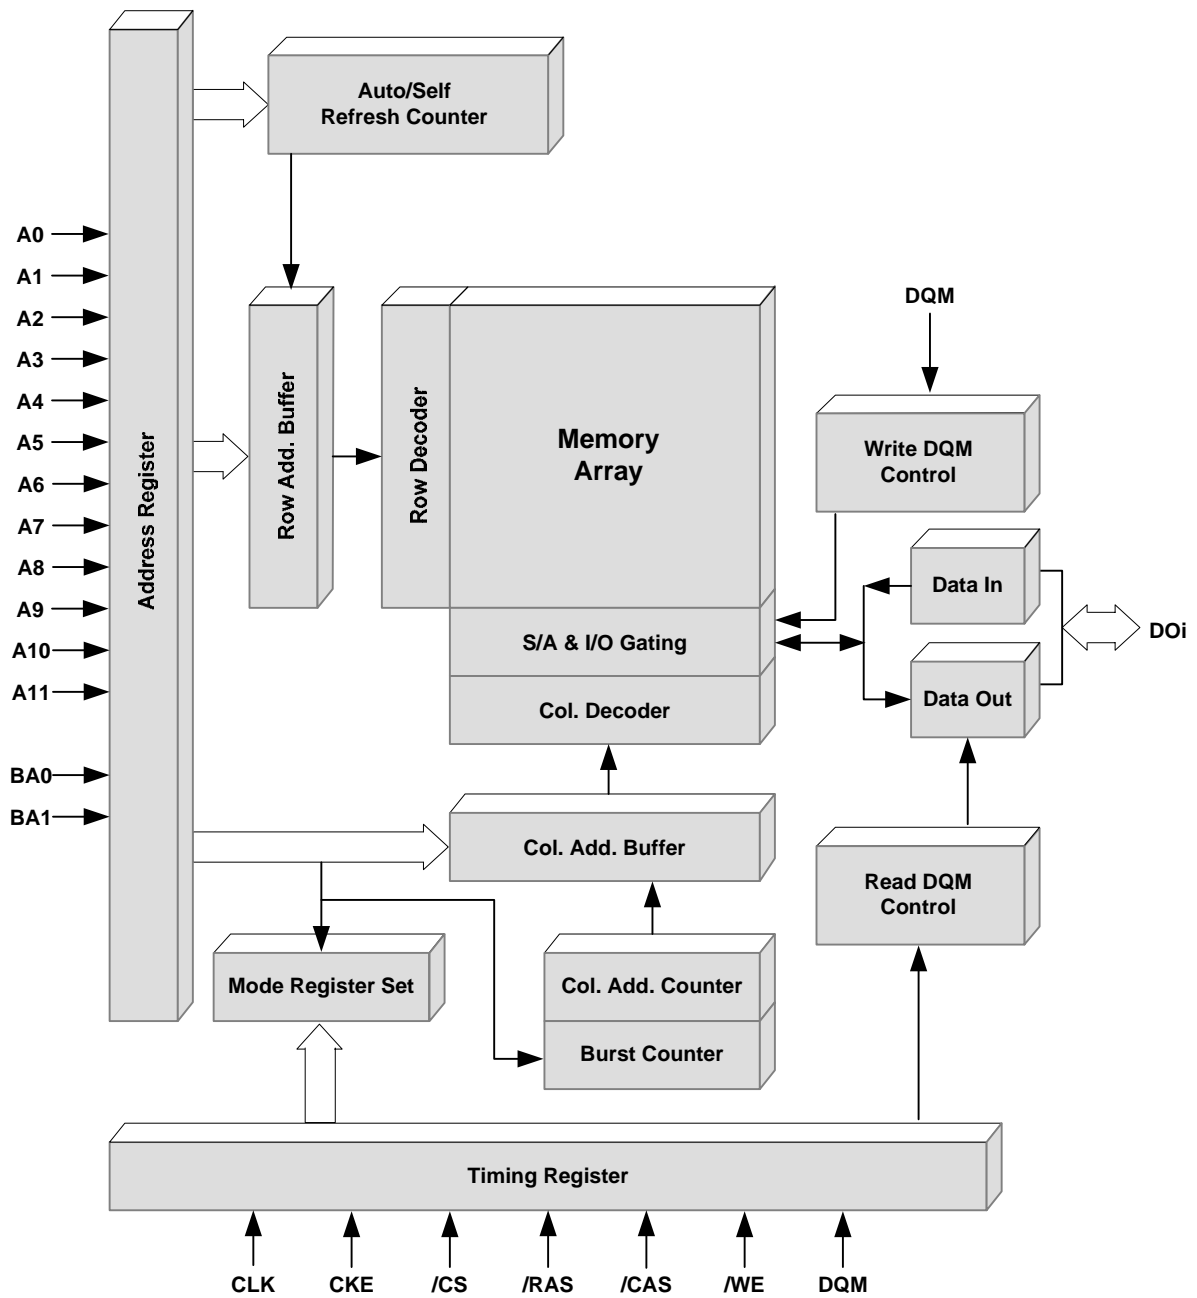 Auto/Self
Refresh Counter
A0
A1
A2
A3
A4
A5
A6
A7
A8
A9
A10
A11
BA0
BA1
Address Register
Row Add. Buffer
Row Decoder
Memory
Array
S/A & I/O Gating
Col. Decoder
DQM
Write DQM
Control
Data In
Data Out
DOi
Col. Add. Buffer
Read DQM
Control
Mode Register Set
Col. Add. Counter
Burst Counter
Timing Register
CLK
CKE
/CS
/RAS
/CAS
/WE
DQM